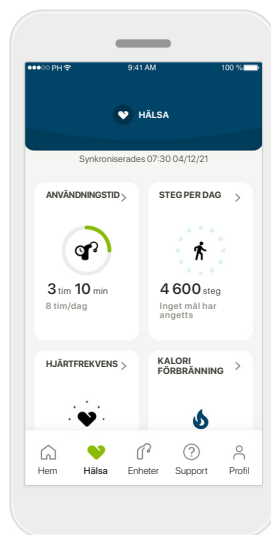 PH 9:41 AM 100 %
HÄLSA
Synkroniserades 07:30 04/12/21
ANVÄNDNINGSTID
3 tim 10 min
8 tim/dag
STEG PER DAG
4 600 steg
Inget mål har
angetts
HJÄRTFREKVENS
KALORI
FÖRBRÄNNING
Hem Hälsa Enheter Support Profil